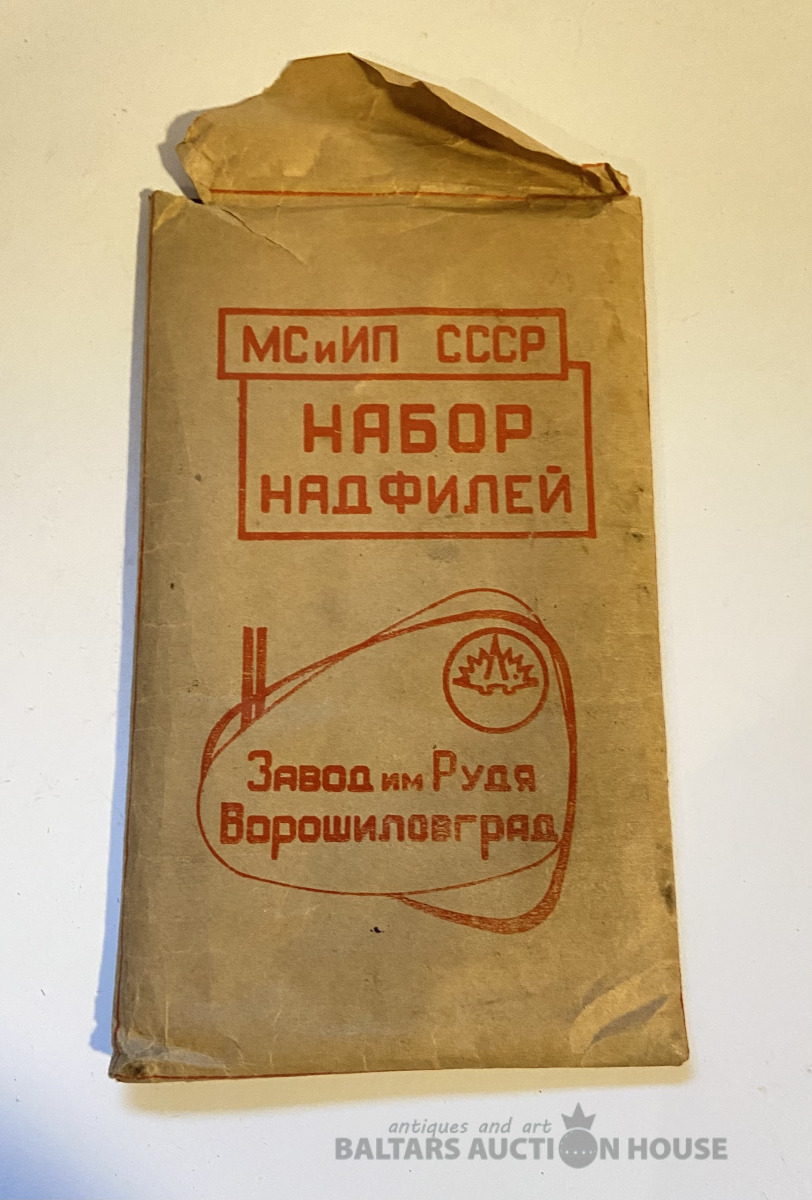 МСиИП СССР
НАБОР
НАДФИЛЕЙ
Завод им Рудя
Ворошиловград
antiques and art
BALTARS AUCTION HOUSE